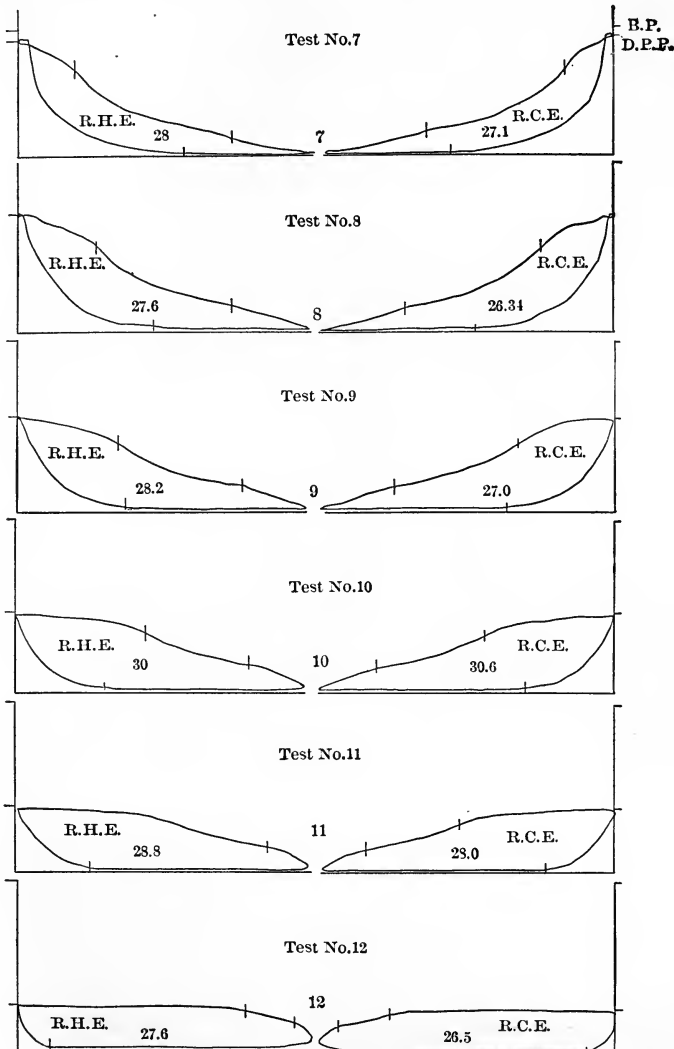 B.P.
Test No.7
D.P.P.
R.H.E.
28
7
R.C.E.
27.1
Test No.8
R.H.E.
27.6
8
R.C.E.
26.34
Test No.9
R.H.E.
28.2
9
R.C.E.
27.0
Test No.10
R.H.E.
30
10
R.C.E.
30.6
Test No.11
R.H.E.
28.8
11
R.C.E.
28.0
Test No.12
R.H.E.
27.6
12
R.C.E.
26.5